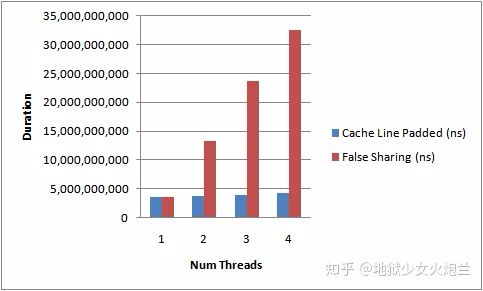 35,000,000,000
30,000,000,000
25,000,000,000
20,000,000,000
15,000,000,000
10,000,000,000
5,000,000,000
0
Duration
1 2 3 4
Num Threads
Cache Line Padded (ns)
False Sharing (ns)
知乎 @地狱少女火炮兰